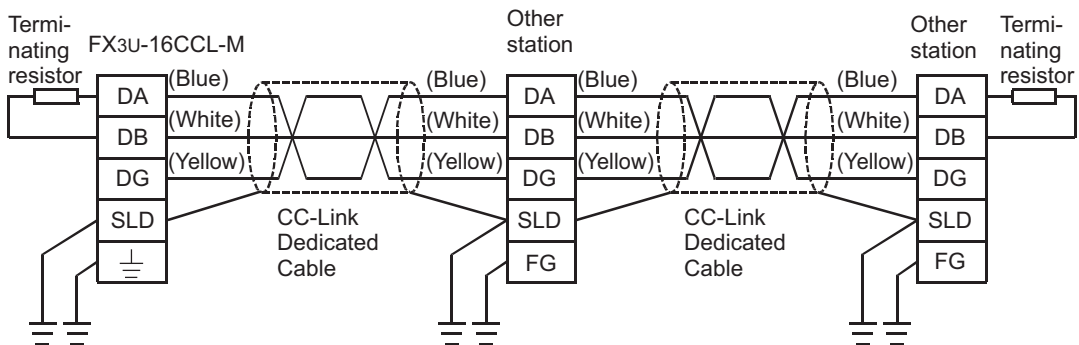 Termi-
nating
resistor
FX3U-16CCL-M
Other
station
Other
station
Termi-
nating
resistor
DA
(Blue)
(Blue)
DA
(Blue)
(Blue)
DA
DB
(White)
(White)
DB
(White)
(White)
DB
DG
(Yellow)
(Yellow)
DG
(Yellow)
(Yellow)
DG
SLD
CC-Link
Dedicated
Cable
SLD
CC-Link
Dedicated
Cable
SLD
FG
FG